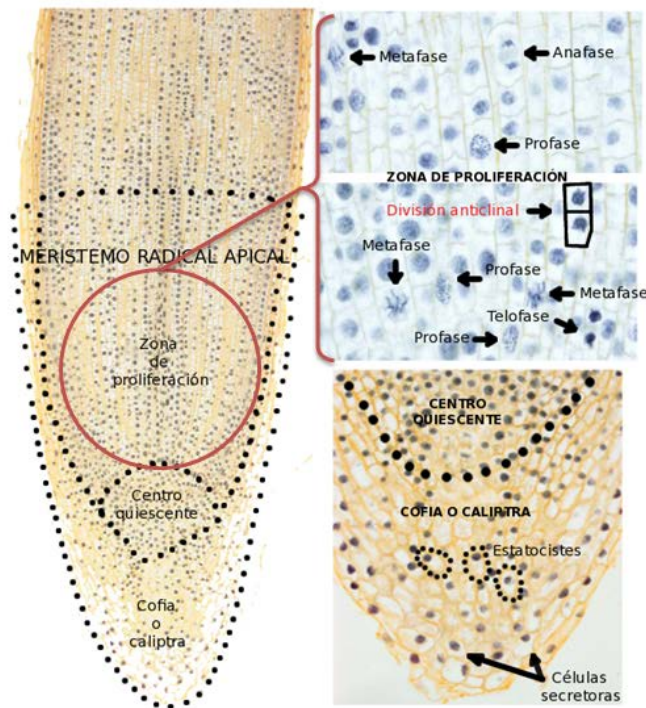 MERISTEMO RADICAL APICAL
Zona
de
proliferación
Centro
quiescente
Cofia
o
caliptra
Metafase
Anafase
Profase
ZONA DE PROLIFERACIÓN
División anticlinal
Metafase
Profase
Metafase
Telofase
Profase
CENTRO
QUIESCENTE
COFIA O CALIPTRA
Estatocistes
Células
secretoras